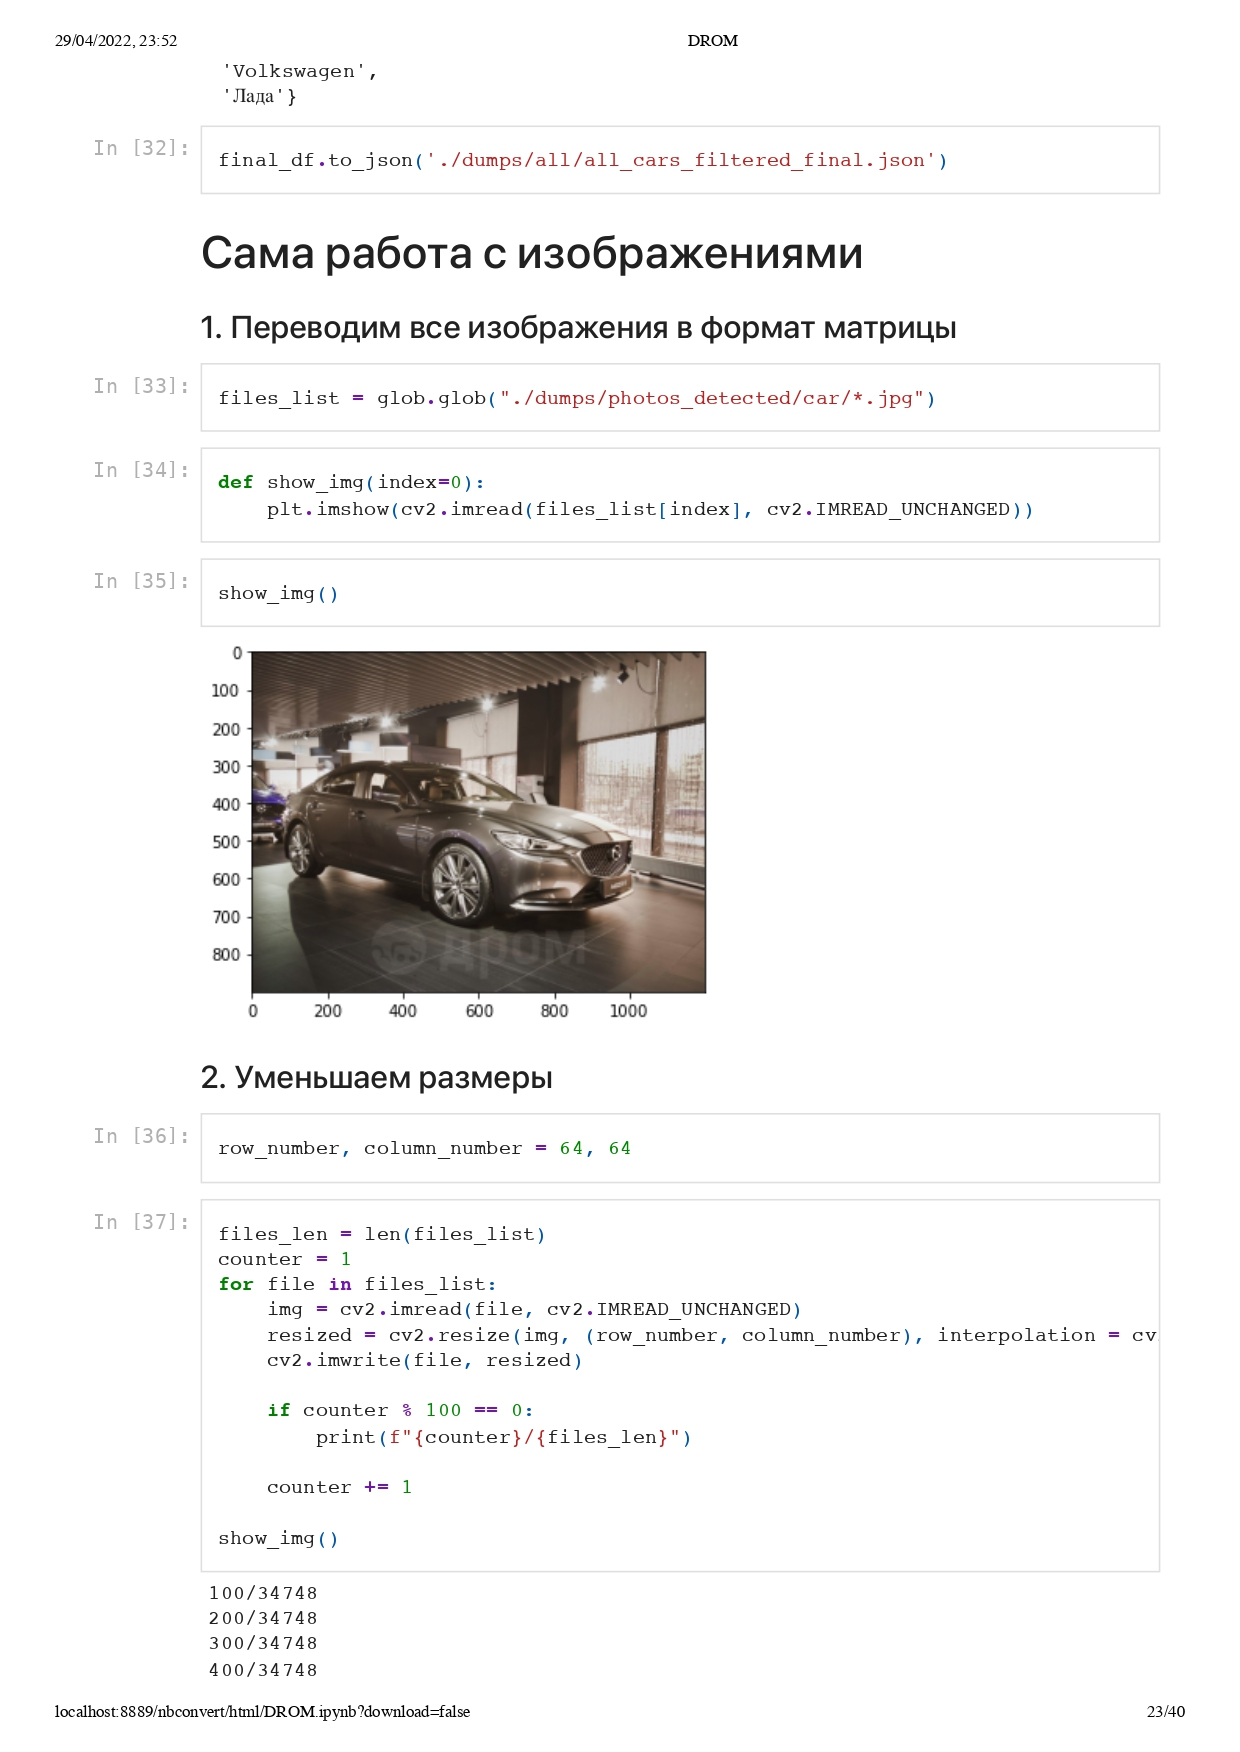 29/04/2022, 23:52 DROM
'Volkswagen',
'Лада'}
In [32]:
final_df.to_json('./dumps/all/all_cars_filtered_final.json')
Сама работа с изображениями
1. Переводим все изображения в формат матрицы
In [33]:
files_list = glob.glob("./dumps/photos_detected/car/*.jpg")
In [34]:
def show_img(index=0):
    plt.imshow(cv2.imread(files_list[index], cv2.IMREAD_UNCHANGED))
In [35]:
show_img()
0
100
200
300
400
500
600
700
800
дром
0 200 400 600 800 1000
2. Уменьшаем размеры
In [36]:
row_number, column_number = 64, 64
In [37]:
files_len = len(files_list)
counter = 1
for file in files_list:
    img = cv2.imread(file, cv2.IMREAD_UNCHANGED)
    resized = cv2.resize(img, (row_number, column_number), interpolation = cv
    cv2.imwrite(file, resized)
    if counter % 100 == 0:
        print(f"{counter}/{files_len}")
    counter += 1
show_img()
100/34748
200/34748
300/34748
400/34748
localhost:8889/nbconvert/html/DROM.ipynb?download=false 23/40